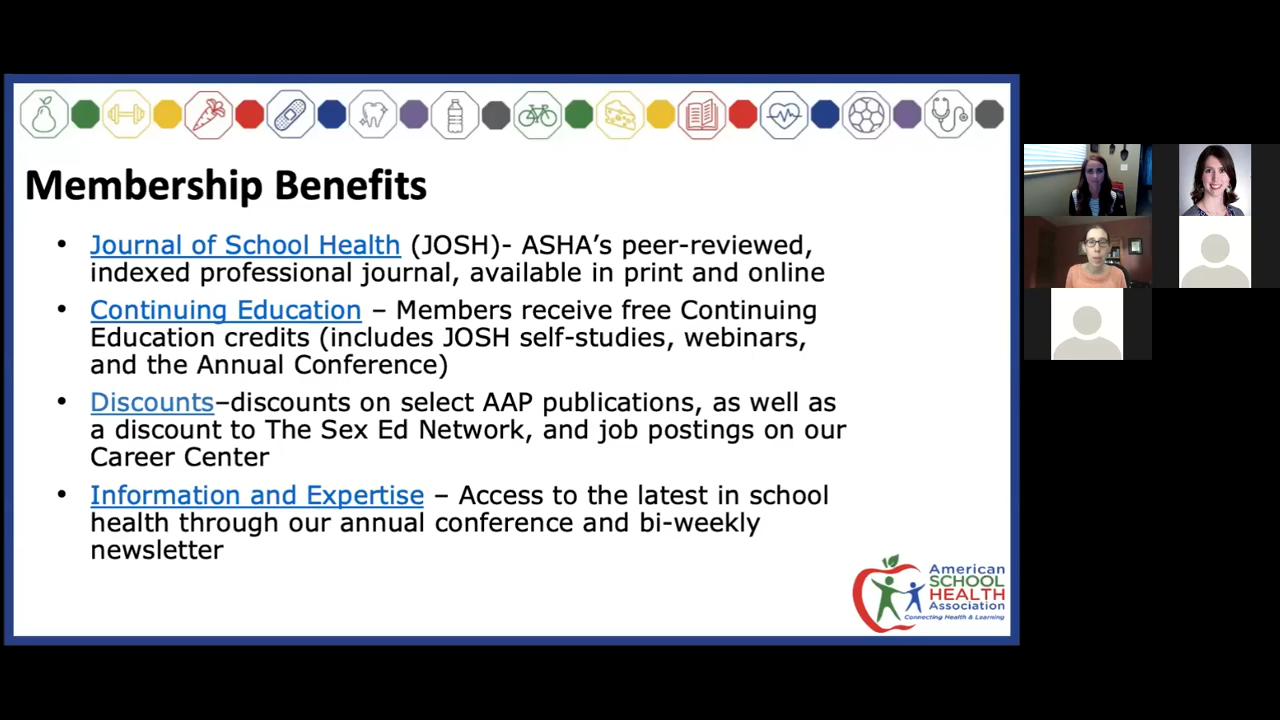 Membership Benefits
• Journal of School Health (JOSH)- ASHA’s peer-reviewed,
indexed professional journal, available in print and online
• Continuing Education – Members receive free Continuing
Education credits (includes JOSH self-studies, webinars,
and the Annual Conference)
• Discounts–discounts on select AAP publications, as well as
a discount to The Sex Ed Network, and job postings on our
Career Center
• Information and Expertise – Access to the latest in school
health through our annual conference and bi-weekly
newsletter
American
SCHOOL
HEALTH
Association
Connecting Health & Learning